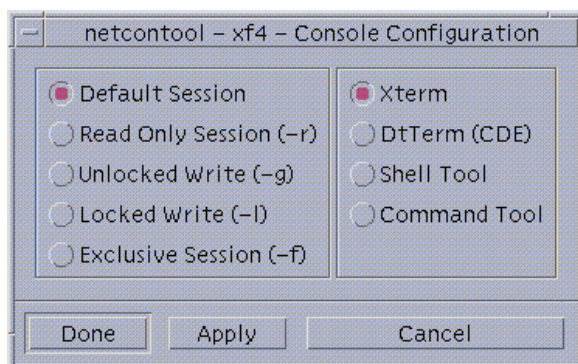 netcontool – xf4 – Console Configuration
Default Session
Read Only Session (–r)
Unlocked Write (–g)
Locked Write (–l)
Exclusive Session (–f)
Xterm
DtTerm (CDE)
Shell Tool
Command Tool
Done
Apply
Cancel